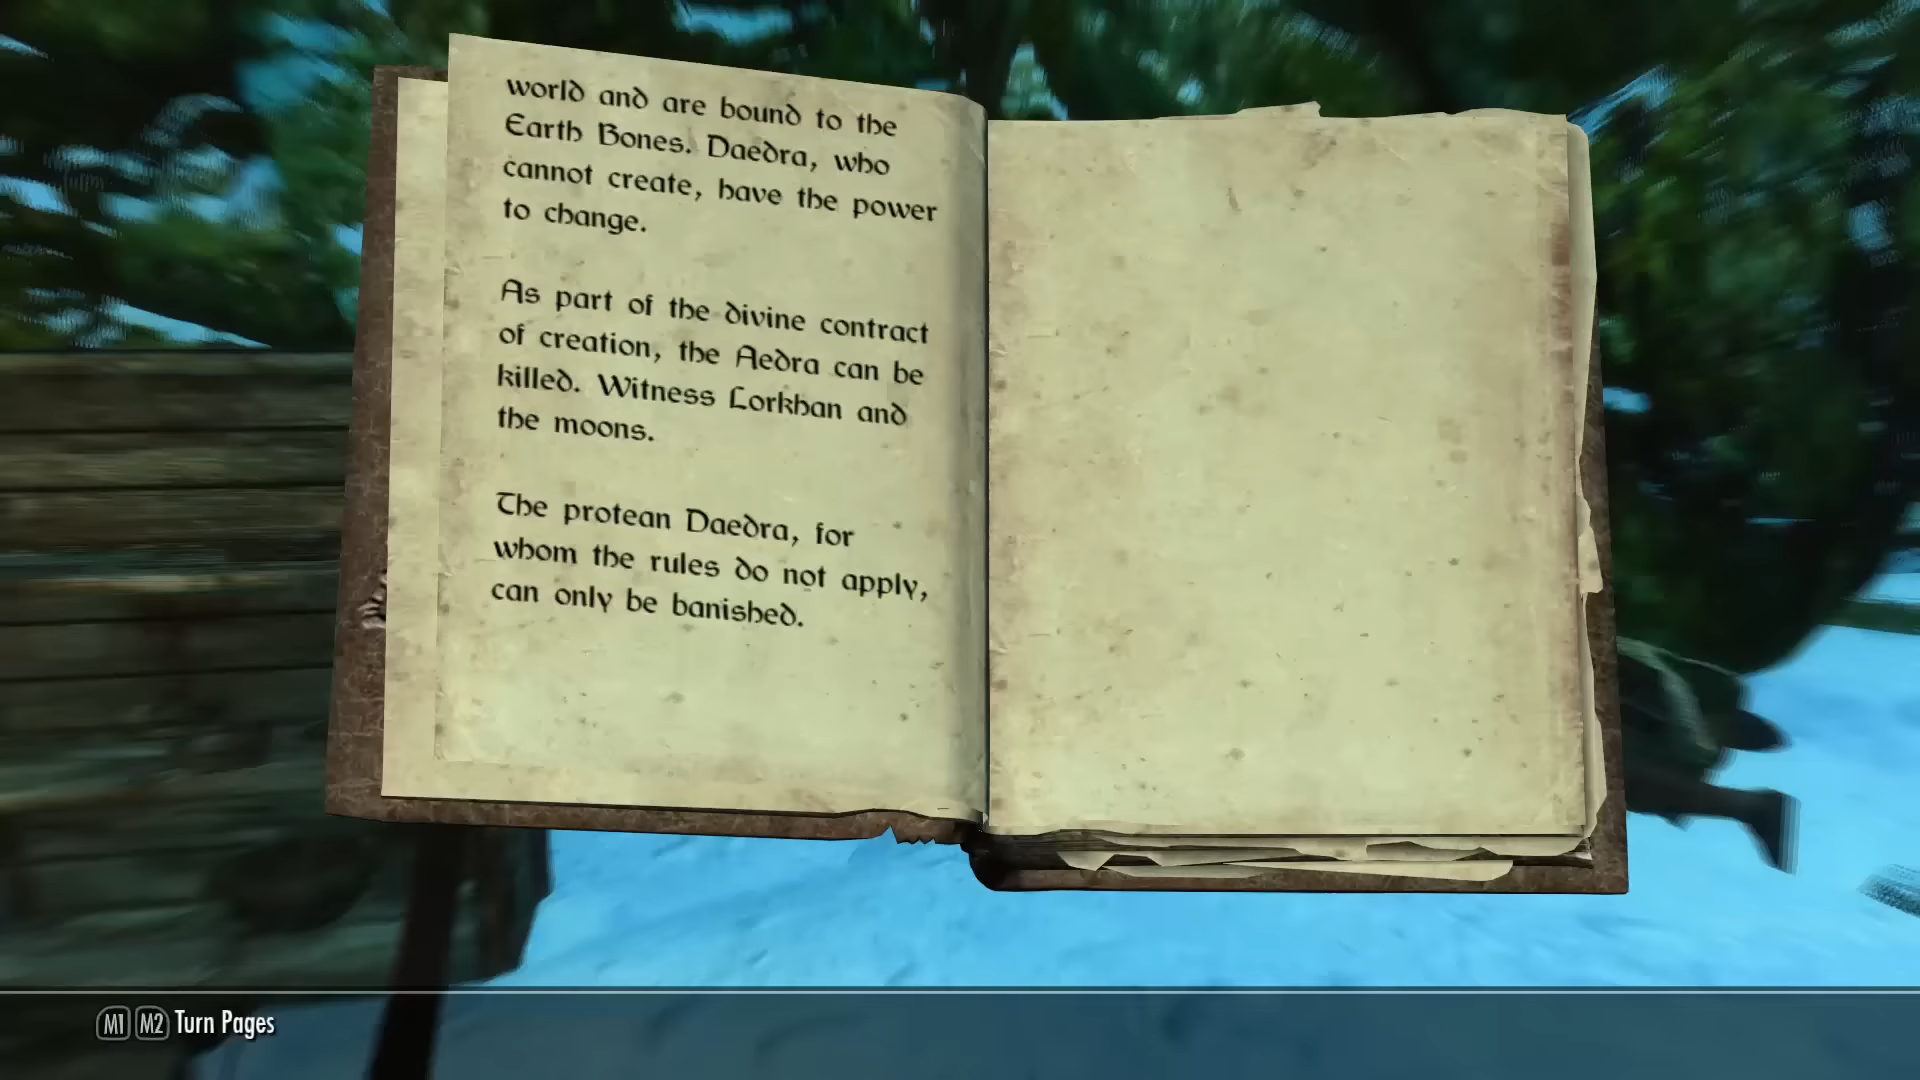 world and are bound to the
Earth Bones. Daedra, who
cannot create, have the power
to change.
As part of the divine contract
of creation, the Aedra can be
killed. Witness Lorkhan and
the moons.
The protean Daedra, for
whom the rules do not apply,
can only be banished.
M1 M2 Turn Pages